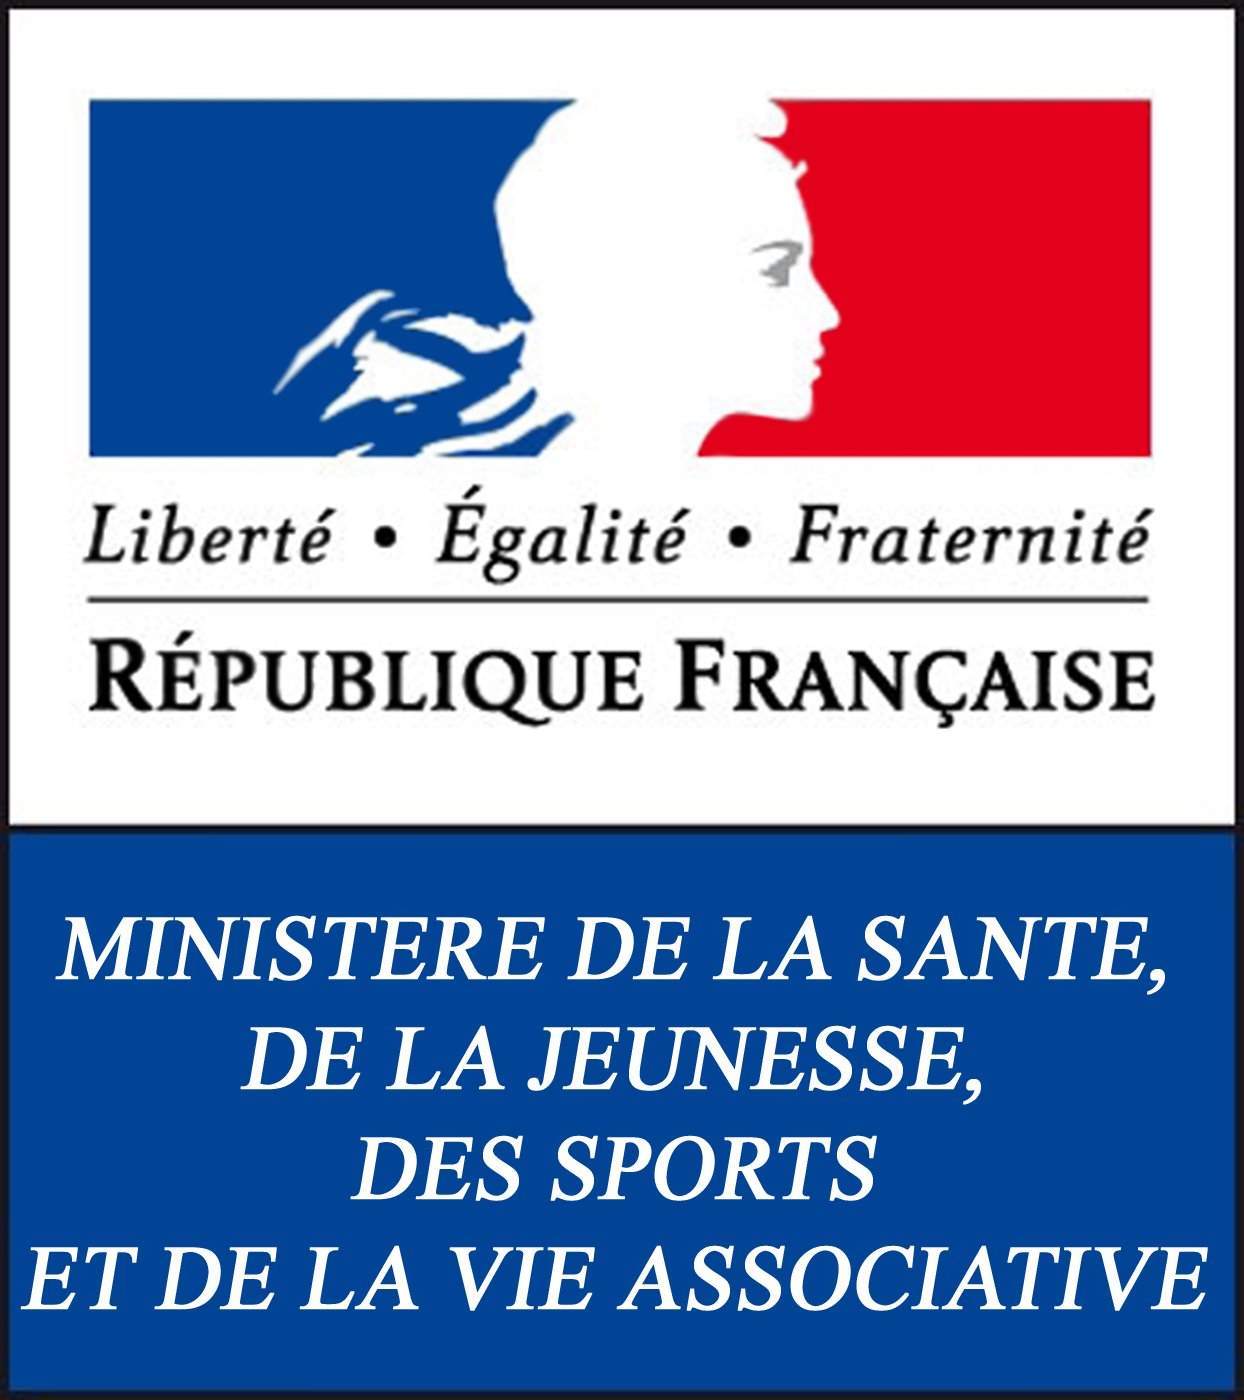 Liberté • Égalité • Fraternité
RÉPUBLIQUE FRANÇAISE
MINISTERE DE LA SANTE,
DE LA JEUNESSE,
DES SPORTS
ET DE LA VIE ASSOCIATIVE